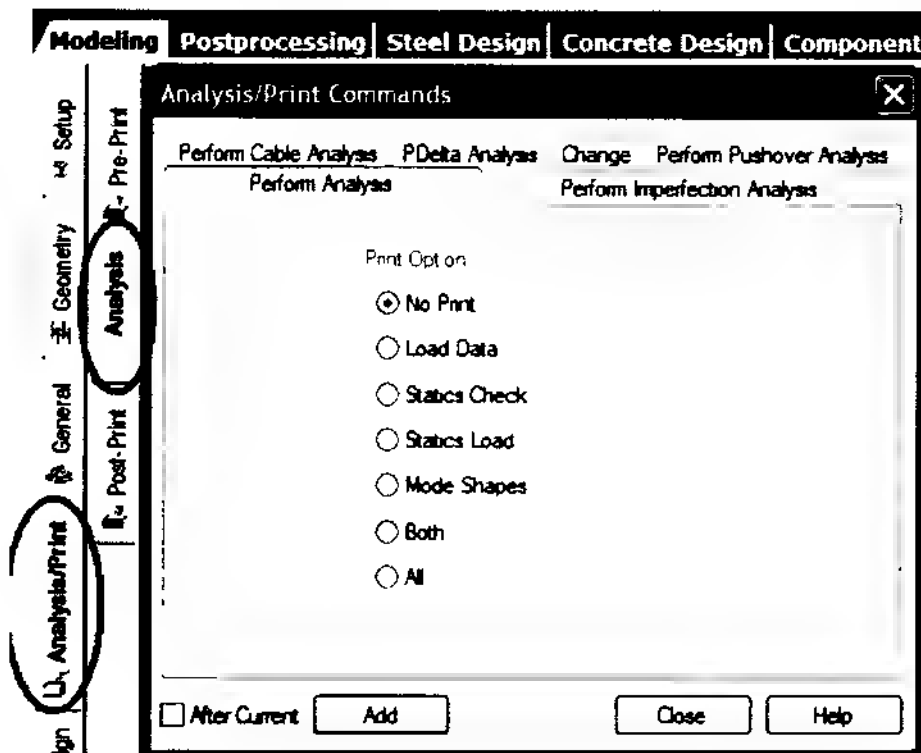 Modeling Postprocessing Steel Design Concrete Design Component
Analysis/Print Commands
Setup
Geometry
General
Analysis/Print
ign
Pre-Print
Analysis
Post-Print
Perform Cable Analysis PDelta Analysis Change Perform Pushover Analysis
Perform Analysis Perform Imperfection Analysis
Print Option
No Print
Load Data
Statics Check
Statics Load
Mode Shapes
Both
All
After Current Add Close Help